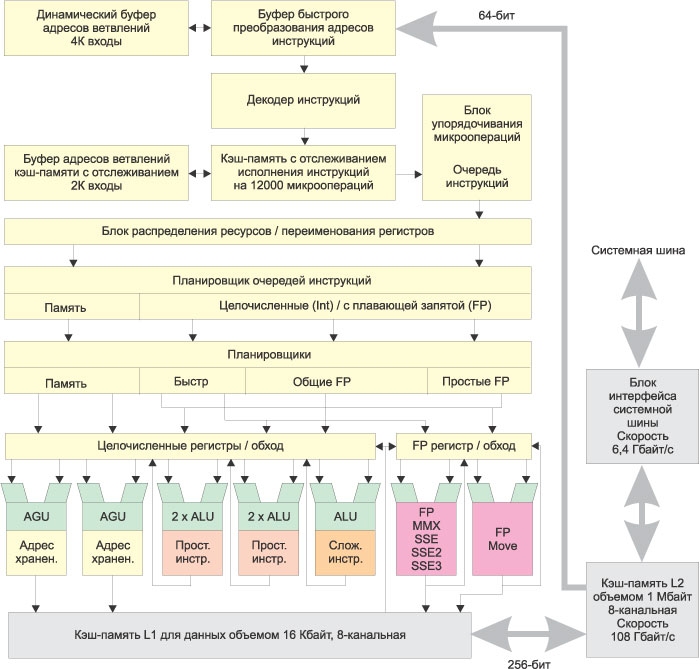 Динамический буфер
адресов ветвлений
4K входы
Буфер быстрого
преобразования адресов
инструкций
64-бит
Декодер инструкций
Блок
упорядочивания
микроопераций
Очередь
инструкций
Буфер адресов ветвлений
кэш-памяти с отслеживанием
2K входы
Кэш-память с отслеживанием
исполнения инструкций
на 12000 микроопераций
Блок распределения ресурсов / переименования регистров
Системная шина
Планировщик очередей инструкций
Память
Целочисленные (Int) / с плавающей запятой (FP)
Планировщики
Память
Быстр
Общие FP
Простые FP
Блок
интерфейса
системной
шины
Скорость
6,4 Гбайт/с
Целочисленные регистры / обход
FP регистр / обход
AGU
AGU
2 x ALU
2 x ALU
ALU
FP
MMX
SSE
SSE2
SSE3
FP
Move
Адрес
хранен.
Адрес
хранен.
Прост.
инстр.
Прост.
инстр.
Слож.
инстр.
Кэш-память L2
объемом 1 Мбайт
8-канальная
Скорость
108 Гбайт/с
Кэш-память L1 для данных объемом 16 Кбайт, 8-канальная
256-бит